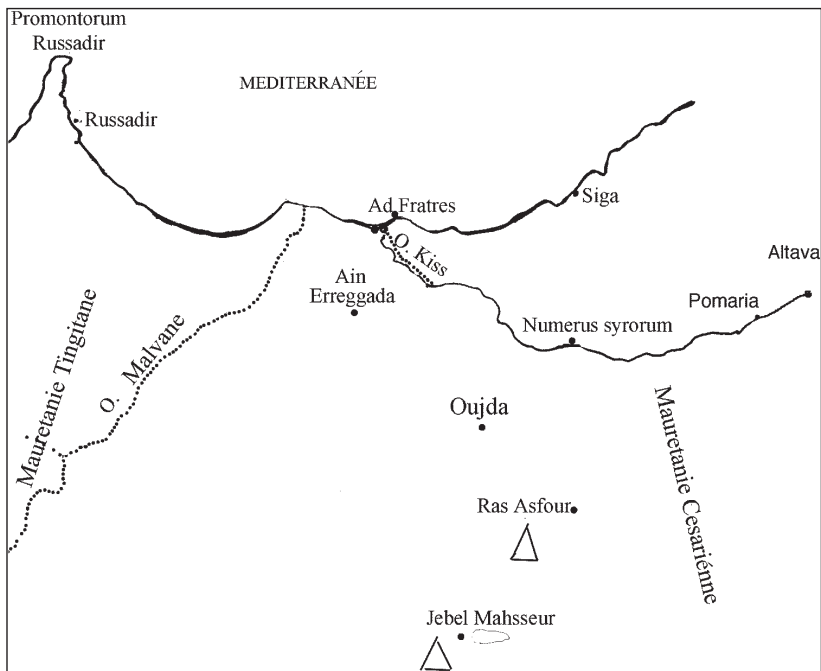 Promontorum
Russadir
MEDITERRANÉE
Russadir
Ad Fratres
Siga
O. Kiss
Altava
Ain
Erreggada
Pomaria
Numerus syrorum
Mauretanie Tingitane
O. Malvane
Oujda
Mauretanie Cesariénne
Ras Asfour
Jebel Mahsseur